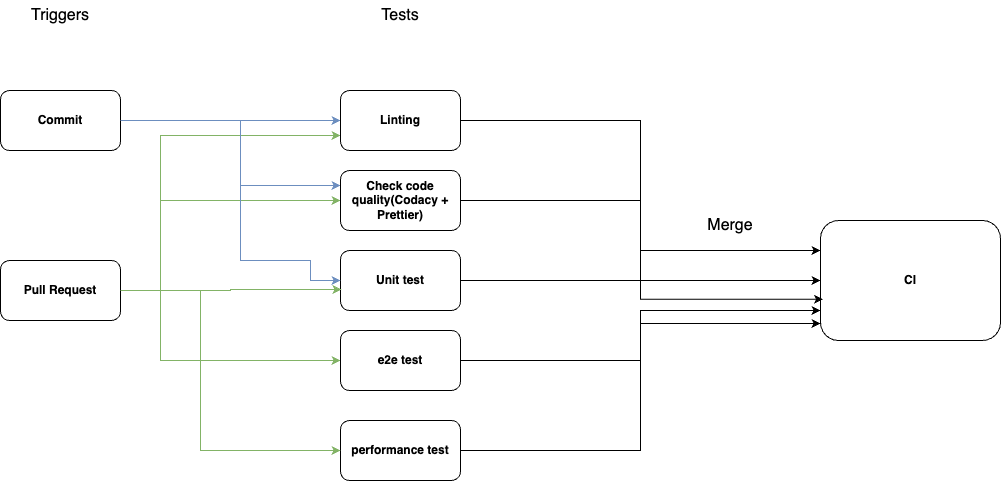 Triggers
Tests
Commit
Linting
Check code
quality(Codacy +
Prettier)
Merge
Pull Request
Unit test
CI
e2e test
performance test